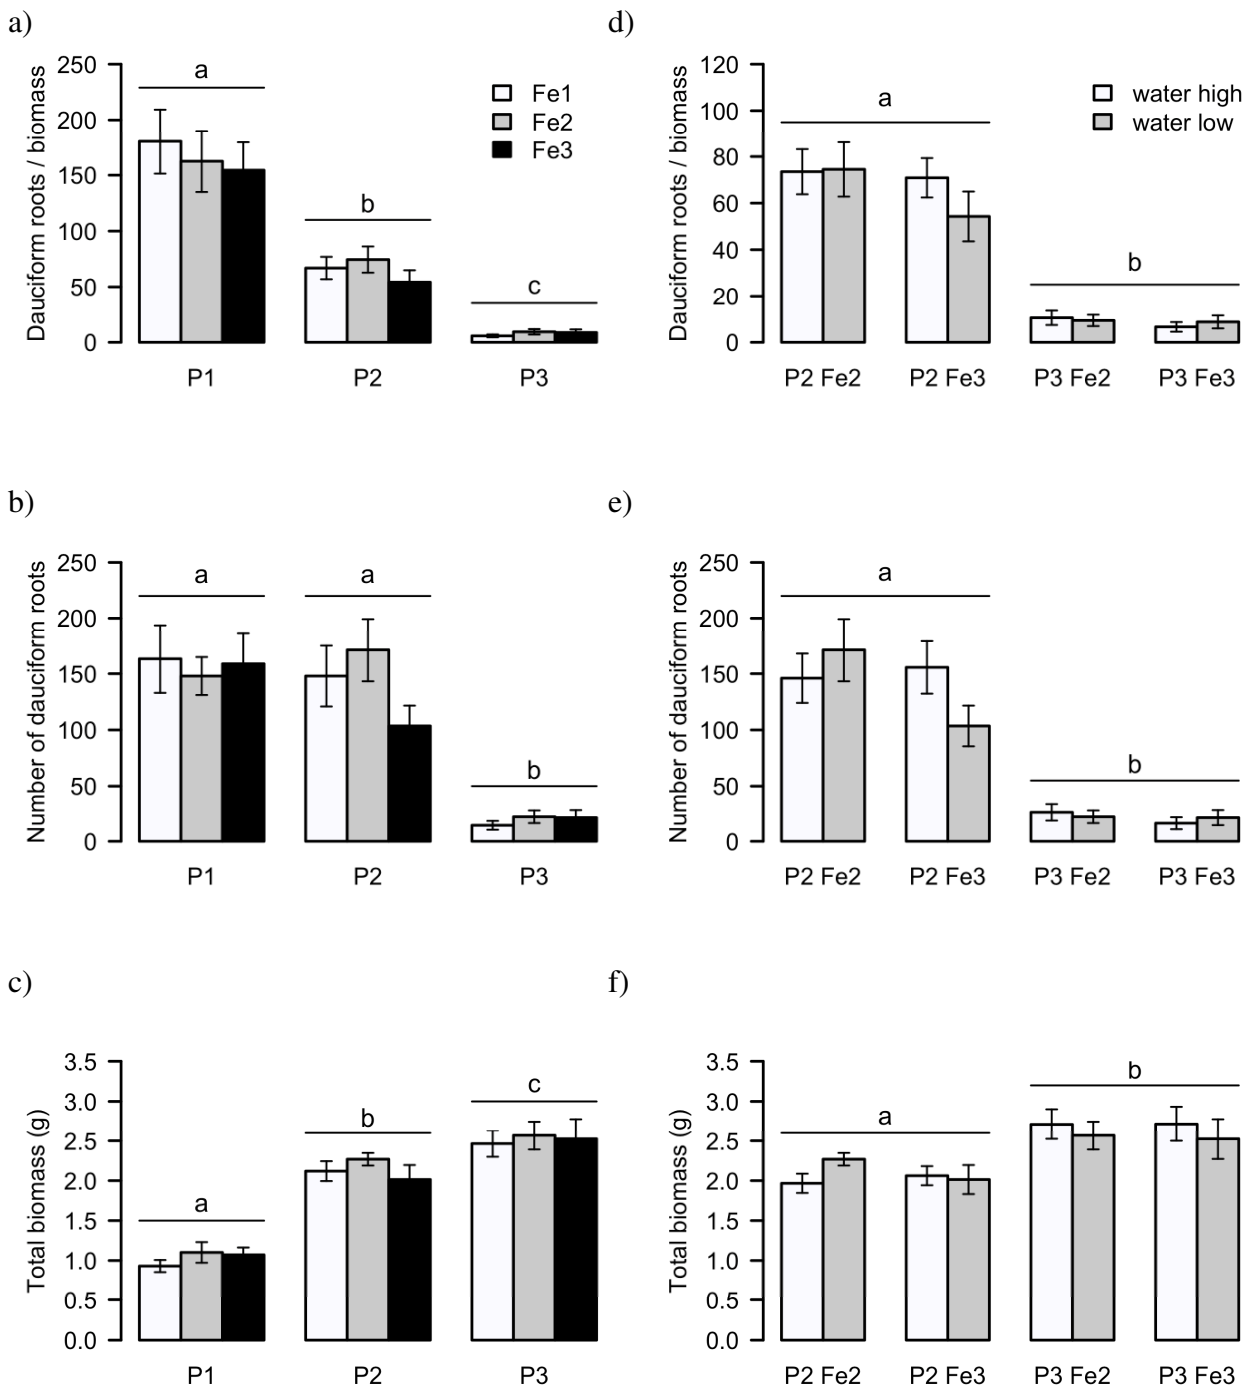 a)
250
200
150
100
50
0
Dauciform roots / biomass
a
b
c
Fe1
Fe2
Fe3
P1 P2 P3
d)
120
100
80
60
40
20
0
Dauciform roots / biomass
a
b
water high
water low
P2 Fe2 P2 Fe3 P3 Fe2 P3 Fe3
b)
250
200
150
100
50
0
Number of dauciform roots
a
a
b
P1 P2 P3
e)
250
200
150
100
50
0
Number of dauciform roots
a
b
P2 Fe2 P2 Fe3 P3 Fe2 P3 Fe3
c)
3.5
3.0
2.5
2.0
1.5
1.0
0.5
0.0
Total biomass (g)
a
b
c
P1 P2 P3
f)
3.5
3.0
2.5
2.0
1.5
1.0
0.5
0.0
Total biomass (g)
a
b
P2 Fe2 P2 Fe3 P3 Fe2 P3 Fe3